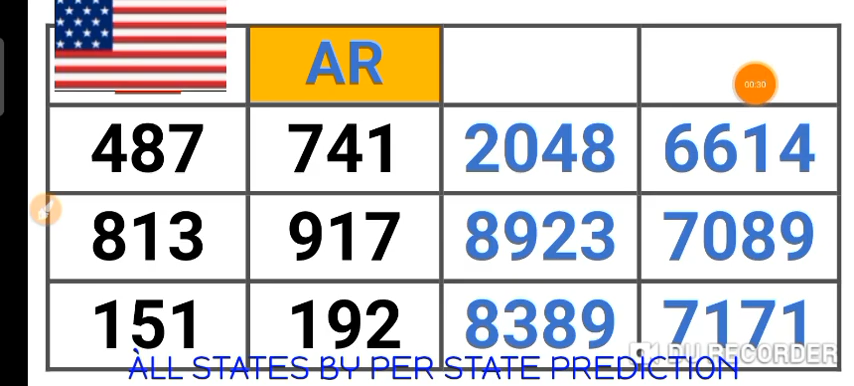 AR
00:30
487 741 2048 6614
813 917 8923 7089
151 192 8389 7171
DU RECORDER
ÀLL STATES BY PER STATE PREDICTION